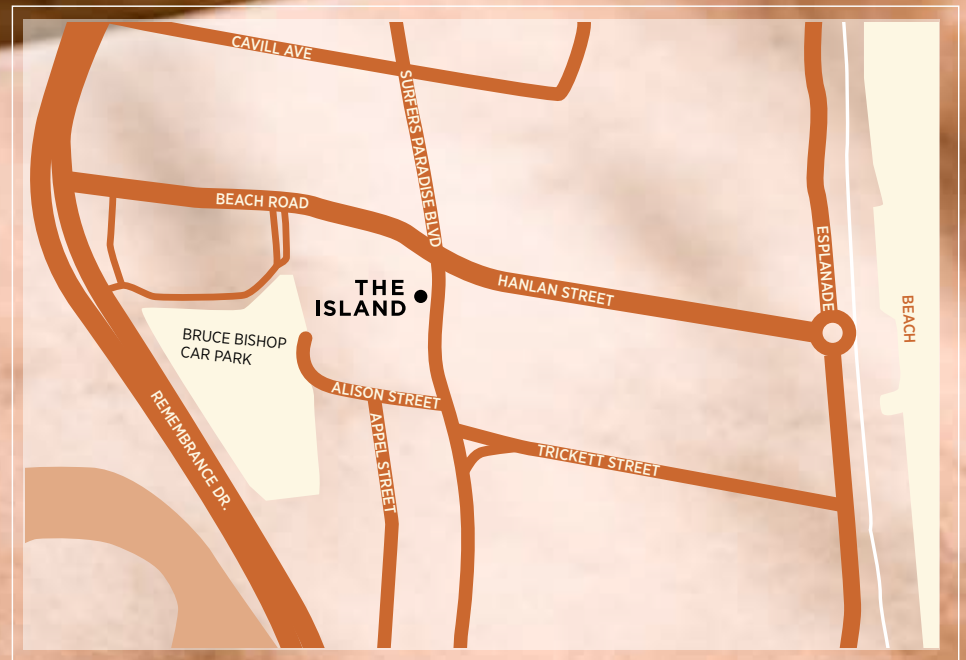 CAVILL AVE
SURFERS PARADISE BLVD
BEACH ROAD
ESPLANADE
THE
ISLAND
HANLAN STREET
BEACH
BRUCE BISHOP
CAR PARK
ALISON STREET
REMEMBRANCE DR.
APPEL STREET
TRICKETT STREET